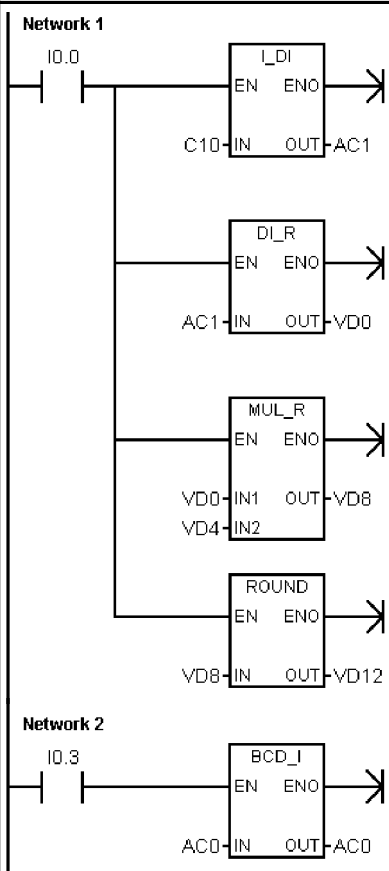 Network 1
I0.0
I_DI
EN ENO
C10 IN OUT AC1
DI_R
EN ENO
AC1 IN OUT VD0
MUL_R
EN ENO
VD0 IN1 OUT VD8
VD4 IN2
ROUND
EN ENO
VD8 IN OUT VD12
Network 2
I0.3
BCD_I
EN ENO
AC0 IN OUT AC0